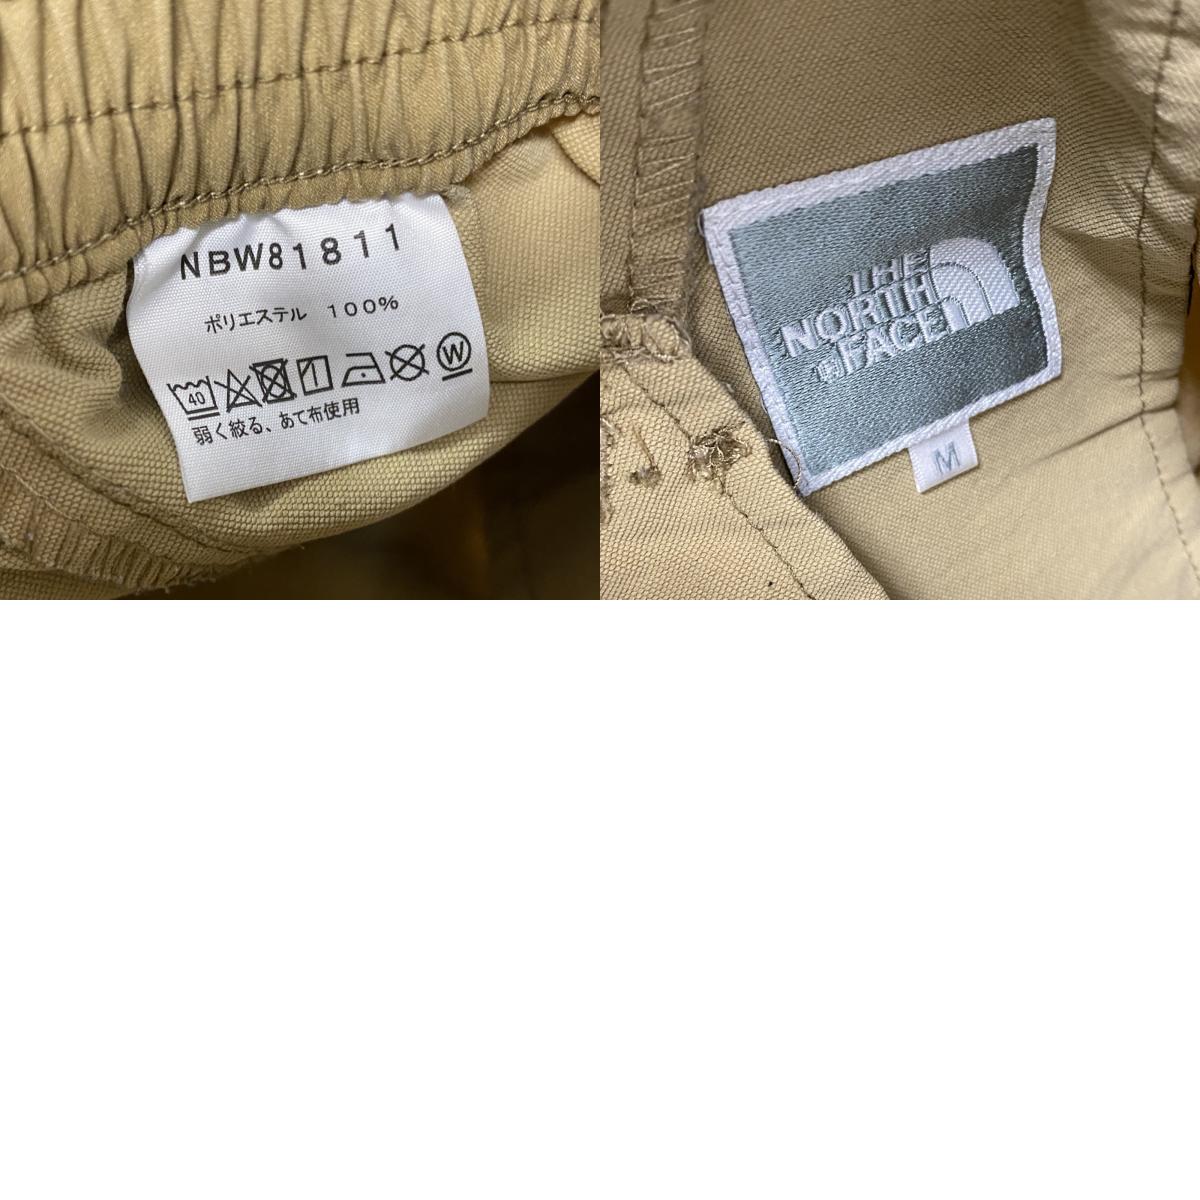 NBW81811
ポリエステル 100%
40 W
弱く絞る、あて布使用
THE
NORTH
FACE
M